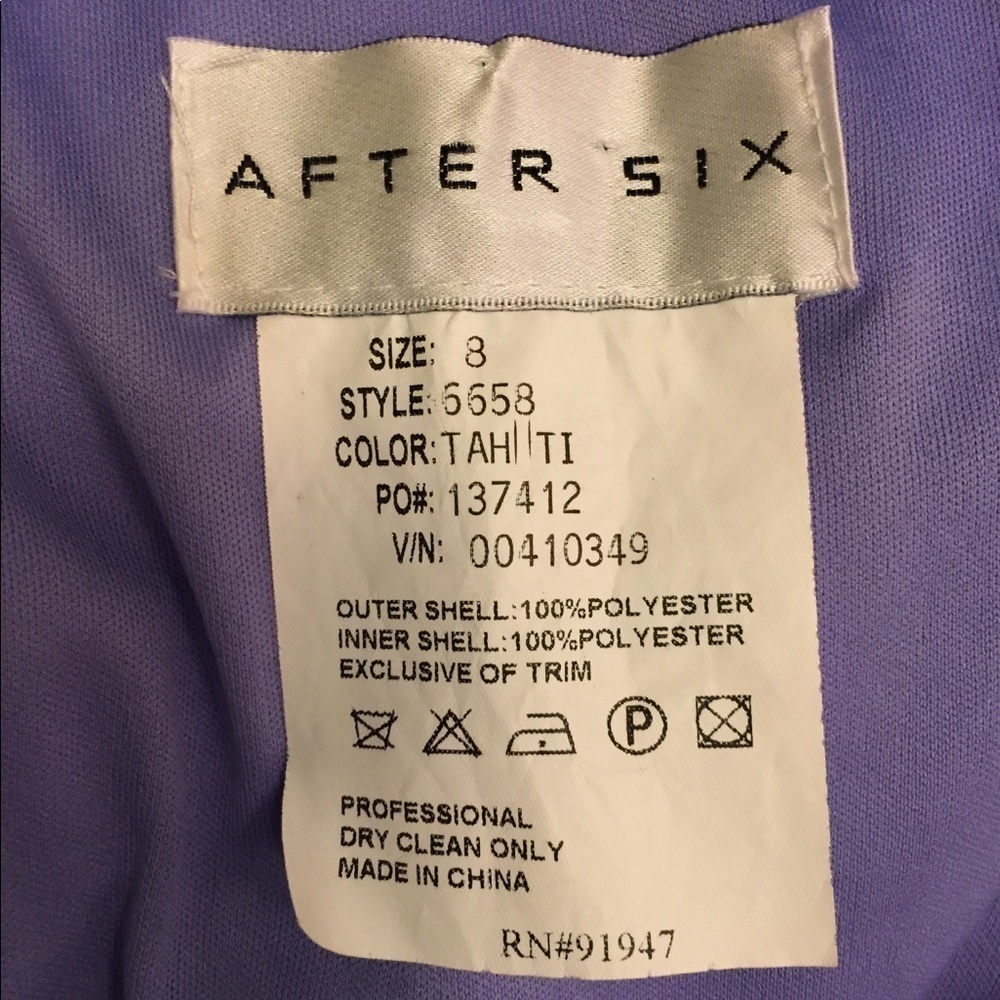 AFTER SIX
SIZE: 8
STYLE: 6658
COLOR: TAHITI
PO#: 137412
V/N: 00410349
OUTER SHELL:100%POLYESTER
INNER SHELL:100%POLYESTER
EXCLUSIVE OF TRIM
P
PROFESSIONAL
DRY CLEAN ONLY
MADE IN CHINA
RN#91947